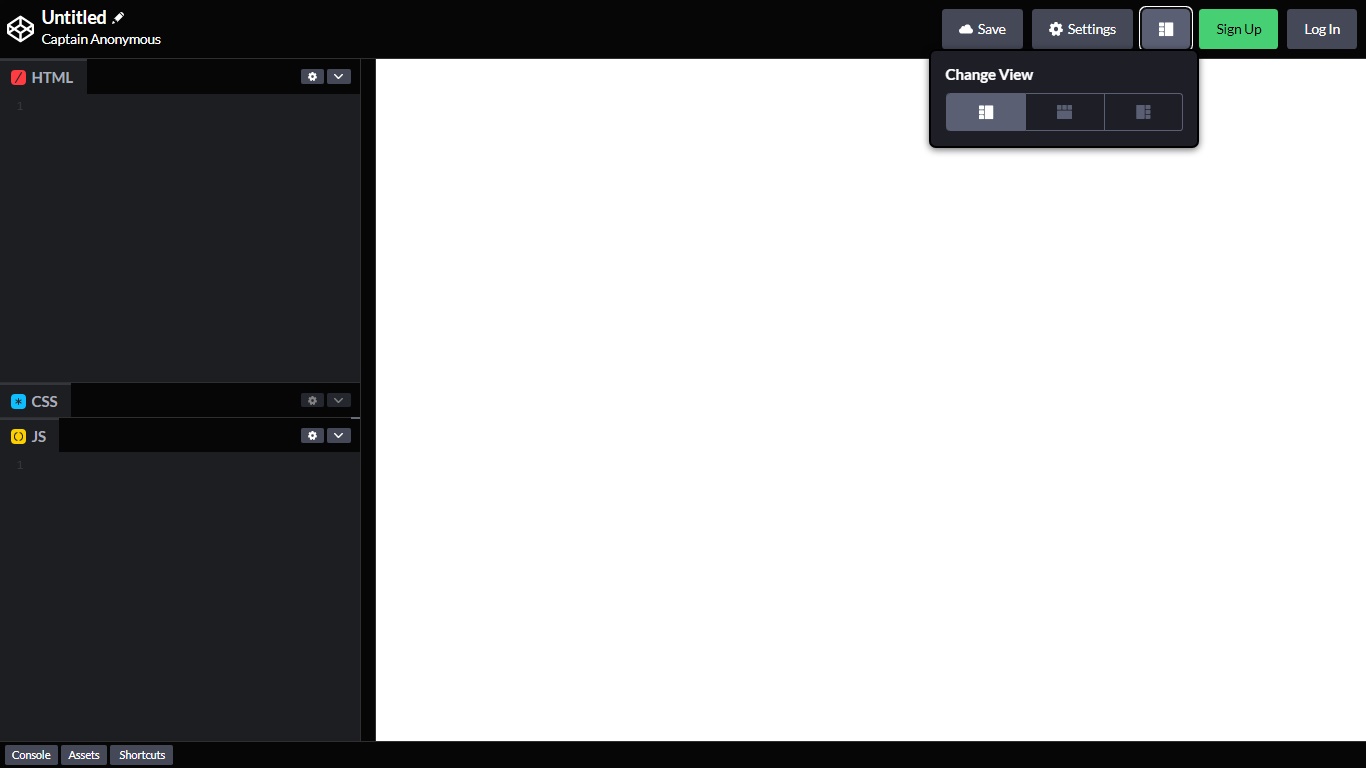 Untitled
Captain Anonymous
Save
Settings
Sign Up
Log In
Change View
HTML
1
CSS
JS
1
Console
Assets
Shortcuts